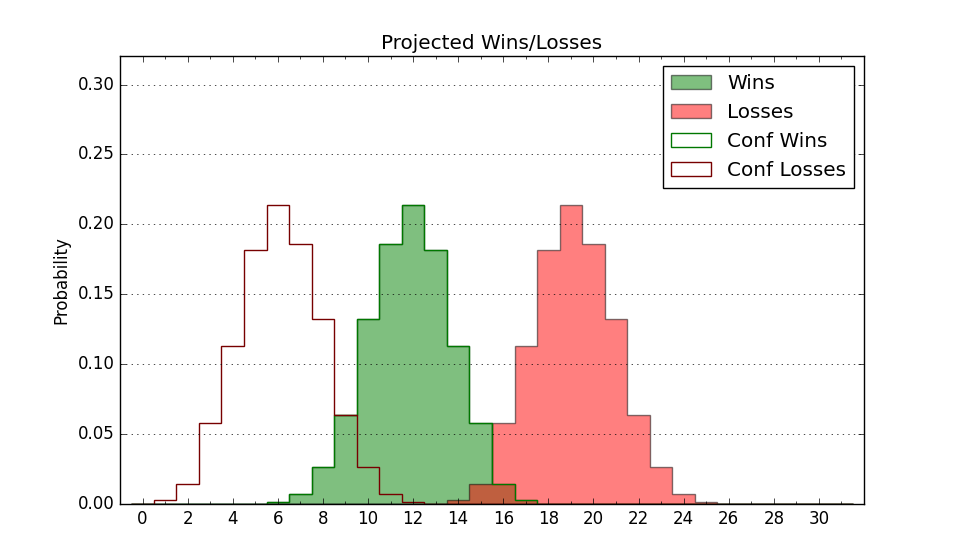 Projected Wins/Losses
Probability
0.30
0.25
0.20
0.15
0.10
0.05
0.00
Wins
Losses
Conf Wins
Conf Losses
0 2 4 6 8 10 12 14 16 18 20 22 24 26 28 30